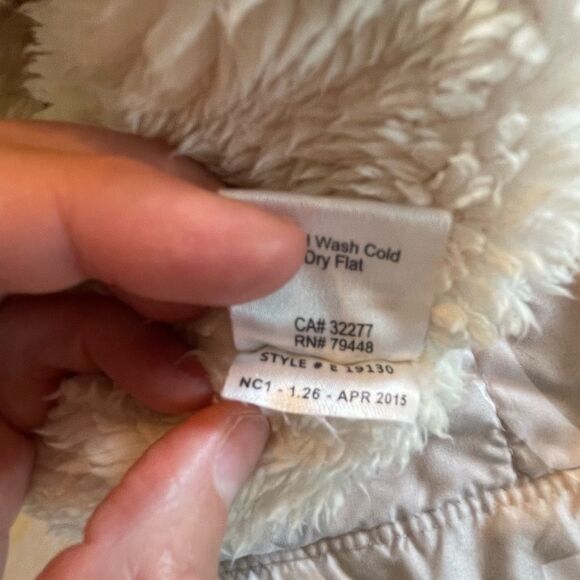 Wash Cold
Dry Flat
CA# 32277
RN# 79448
STYLE # E 19130
NC1 - 1.26 - APR 2015